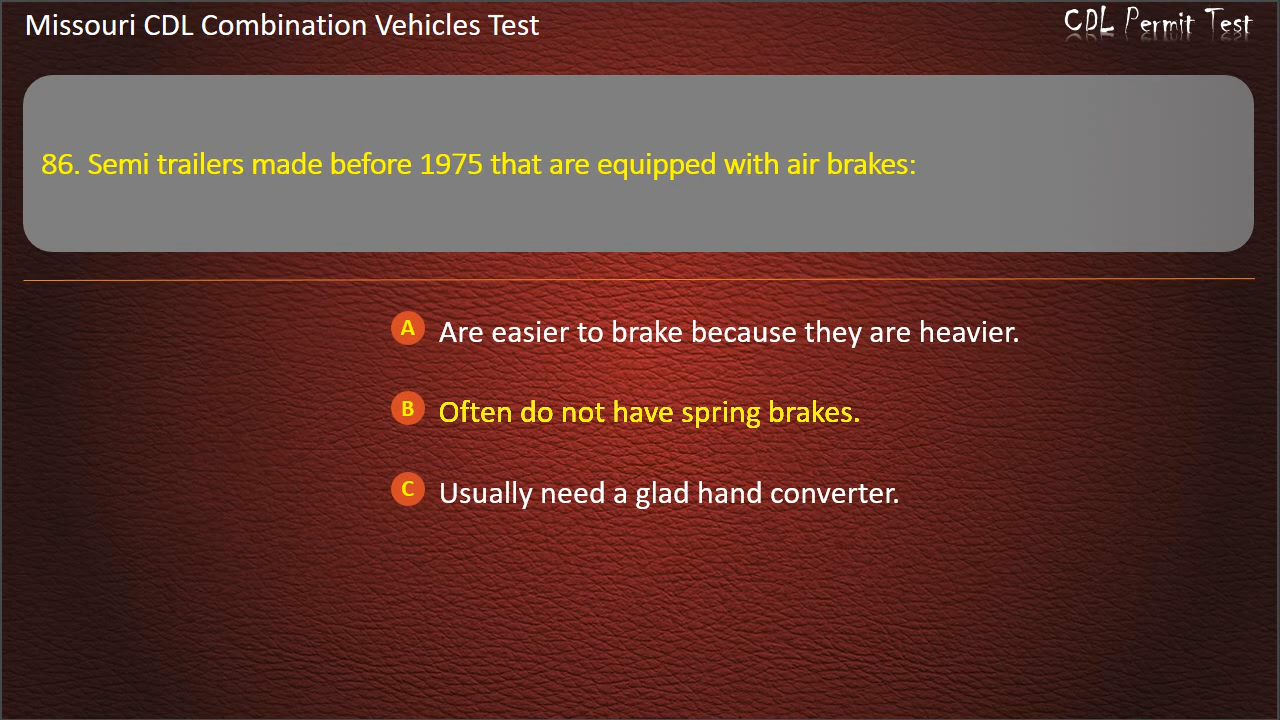 Missouri CDL Combination Vehicles Test
CDL Permit Test
86. Semi trailers made before 1975 that are equipped with air brakes:
A Are easier to brake because they are heavier.
B Often do not have spring brakes.
C Usually need a glad hand converter.